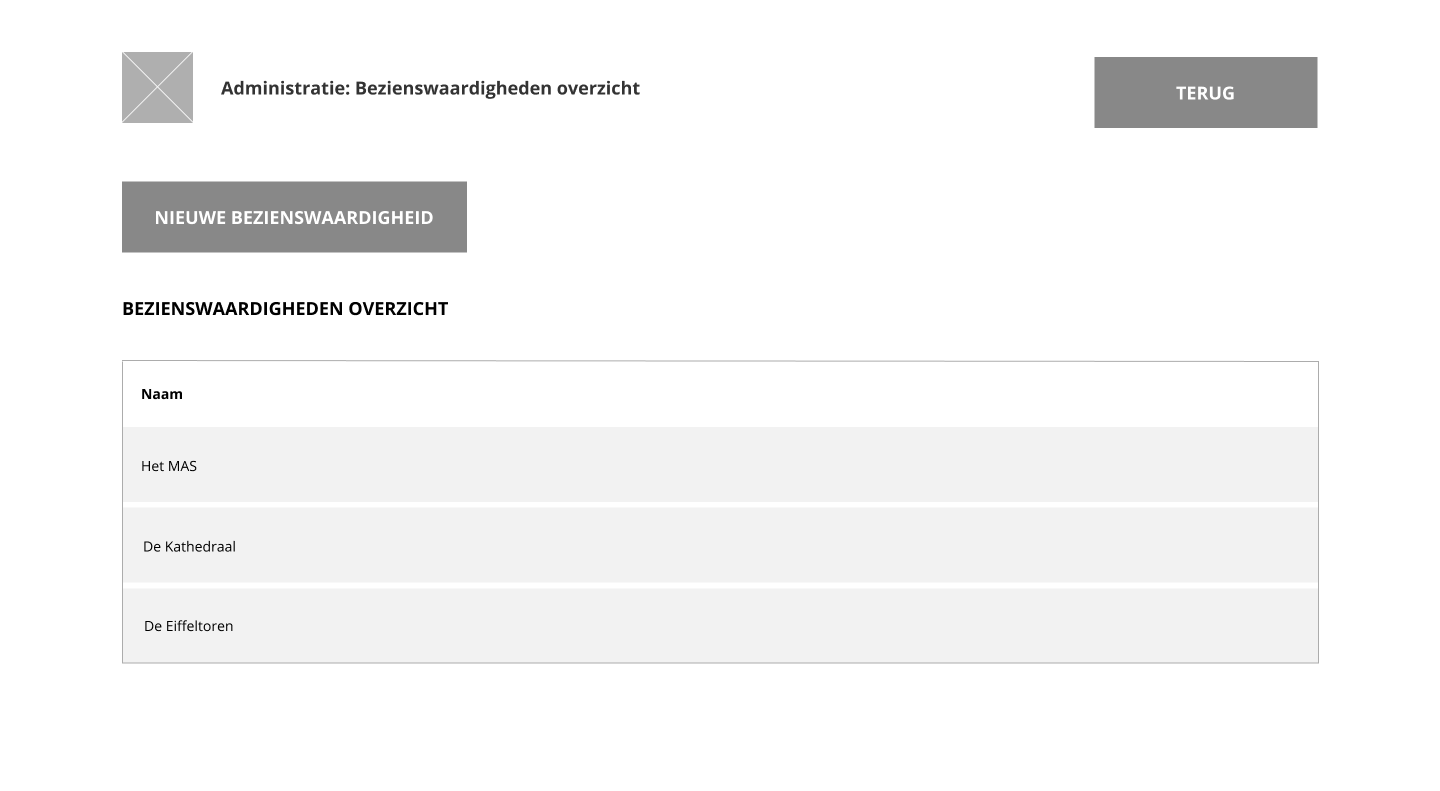 Administratie: Bezienswaardigheden overzicht
TERUG
NIEUWE BEZIENSWAARDIGHEID
BEZIENSWAARDIGHEDEN OVERZICHT
Naam
Het MAS
De Kathedraal
De Eiffeltoren